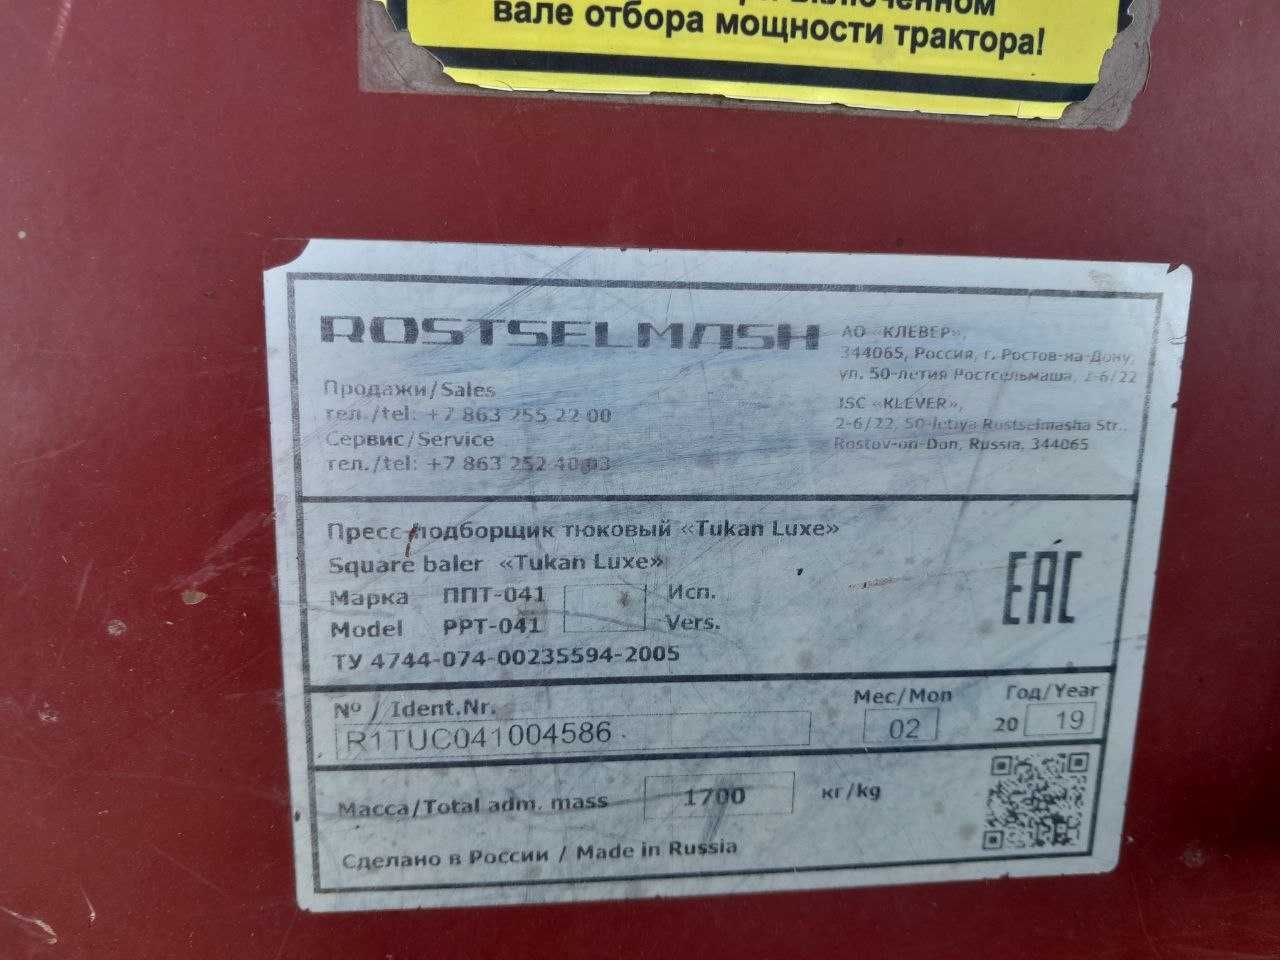 включенном
вале отбора мощности трактора!
ROSTSELMASH
АО «КЛЕВЕР»,
344065, Россия, г. Ростов-на-Дону,
ул. 50-летия Ростсельмаша, 2-6/22
JSC «KLEVER»,
2-6/22, 50-letiya Rostselmasha Str.,
Rostov-on-Don, Russia, 344065
Продажи/Sales
тел./tel: +7 863 255 22 00
Сервис/Service
тел./tel: +7 863 252 40 03
Пресс-подборщик тюковый «Tukan Luxe»
Square baler «Tukan Luxe»
Марка ППТ-041 Исп.
Model PPT-041 Vers.
ТУ 4744-074-00235594-2005
EAC
№ / Ident.Nr. Мес/Mon Год/Year
R1TUC041004586 02 20 19
Масса/Total adm. mass 1700 кг/kg
Сделано в России / Made in Russia